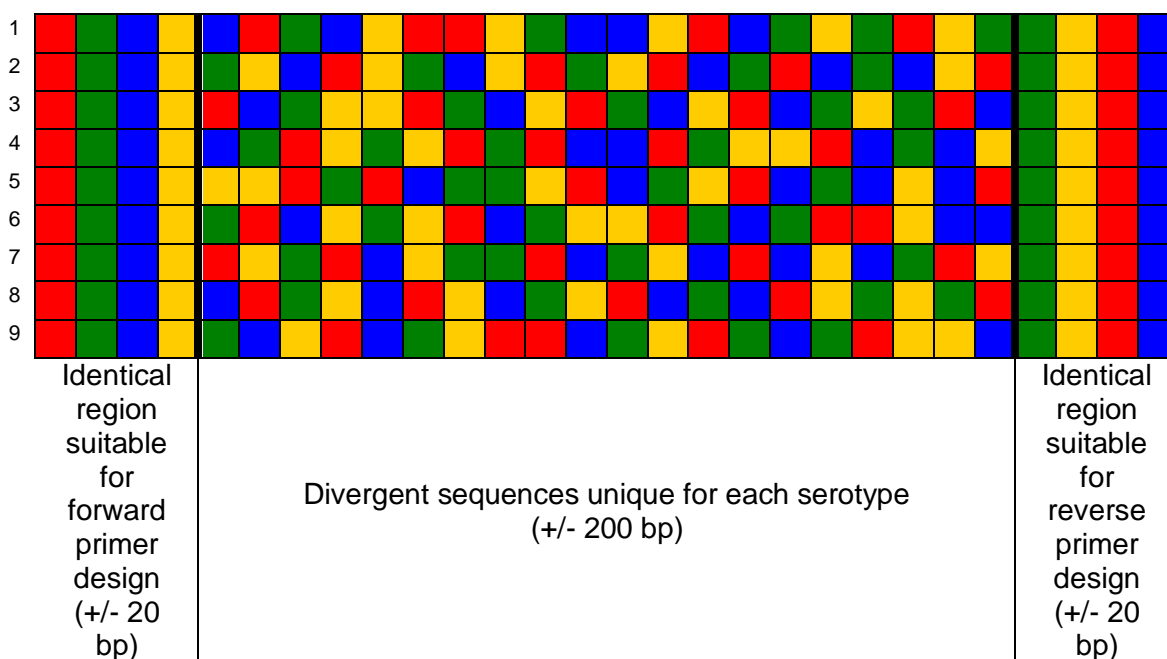 1
2
3
4
5
6
7
8
9
Identical
region
suitable
for
forward
primer
design
(+/- 20
bp)
Divergent sequences unique for each serotype
(+/- 200 bp)
Identical
region
suitable
for
reverse
primer
design
(+/- 20
bp)